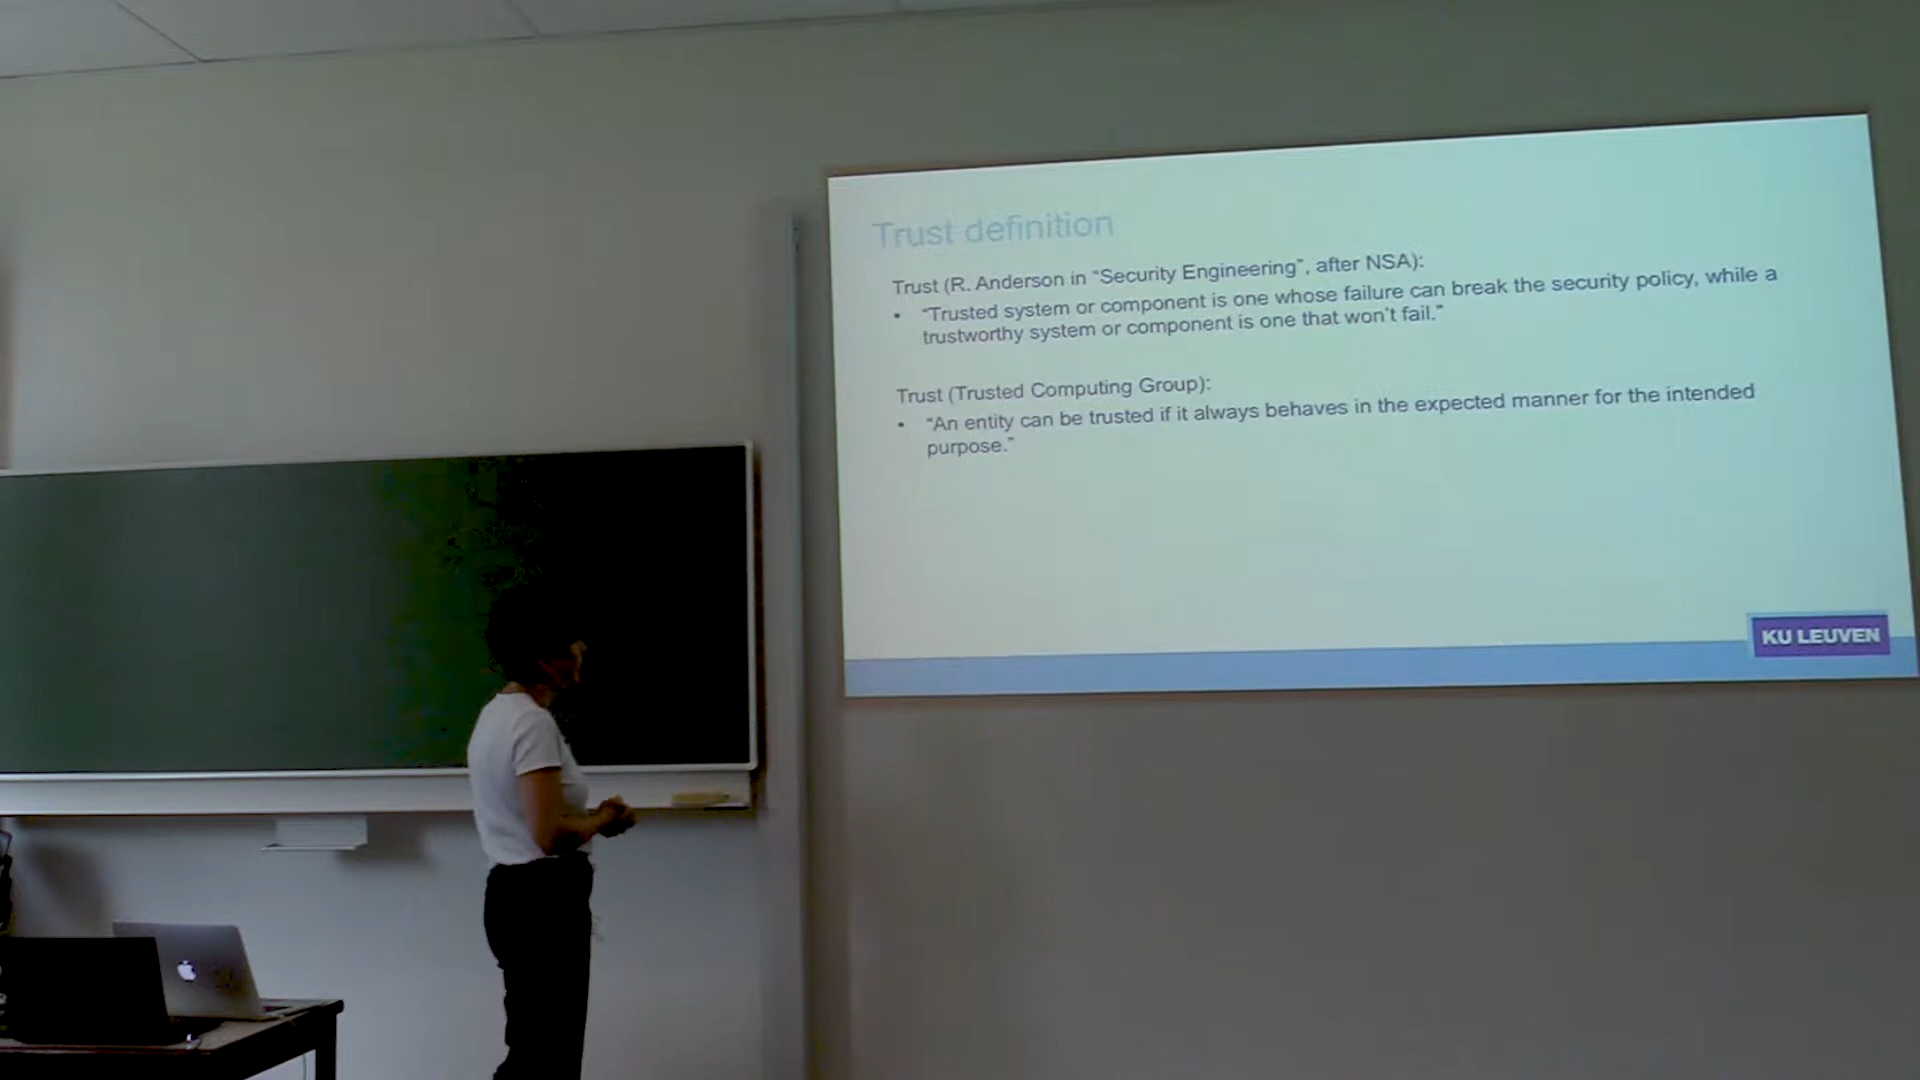 Trust definition
Trust (R. Anderson in “Security Engineering”, after NSA):
• “Trusted system or component is one whose failure can break the security policy, while a
trustworthy system or component is one that won’t fail.”
Trust (Trusted Computing Group):
• “An entity can be trusted if it always behaves in the expected manner for the intended
purpose.”
KU LEUVEN